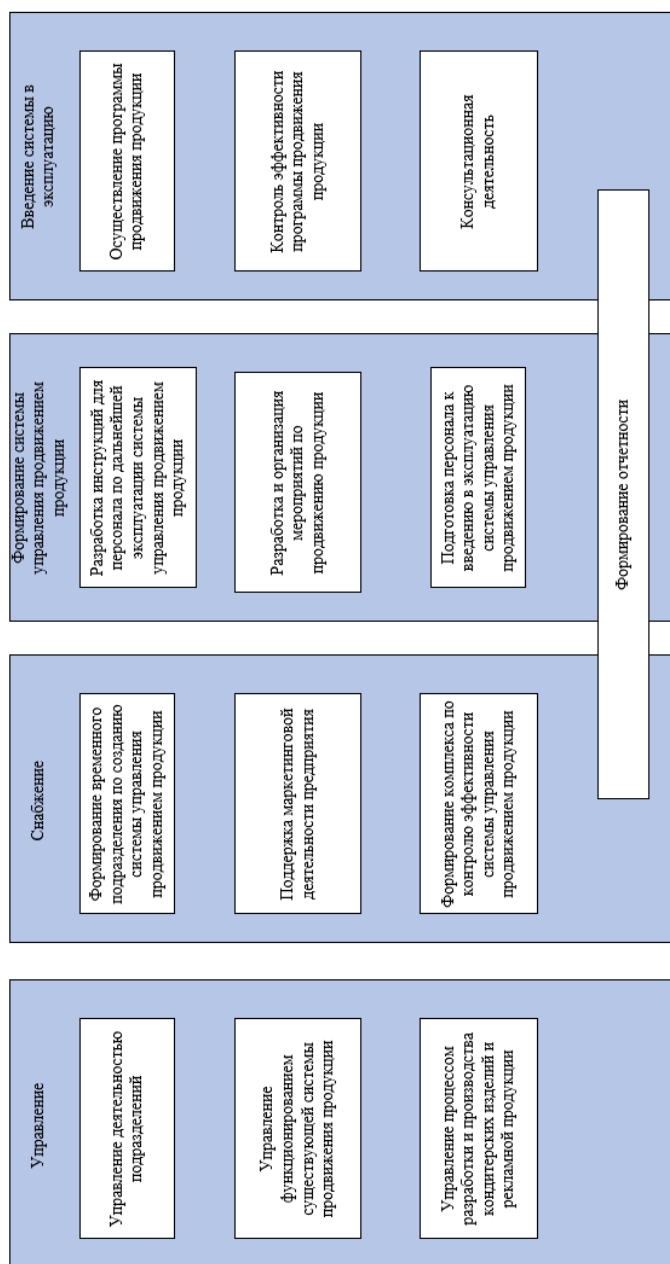 Управление
Управление деятельностью
подразделений
Управление
функционированием
существующей системы
продвижения продукции
Управление процессом
разработки и производства
кондитерских изделий и
рекламной продукции
Снабжение
Формирование временного
подразделения по созданию
системы управления
продвижением продукции
Поддержка маркетинговой
деятельности предприятия
Формирование комплекса по
контролю эффективности
системы управления
продвижением продукции
Формирование системы
управления продвижением
продукции
Разработка инструкций для
персонала по дальнейшей
эксплуатации системы
управления продвижением
продукции
Разработка и организация
мероприятий по
продвижению продукции
Подготовка персонала к
введению в эксплуатацию
системы управления
продвижением продукции
Введение системы в
эксплуатацию
Осуществление программы
продвижения продукции
Контроль эффективности
программы продвижения
продукции
Консультационная
деятельность
Формирование отчетности